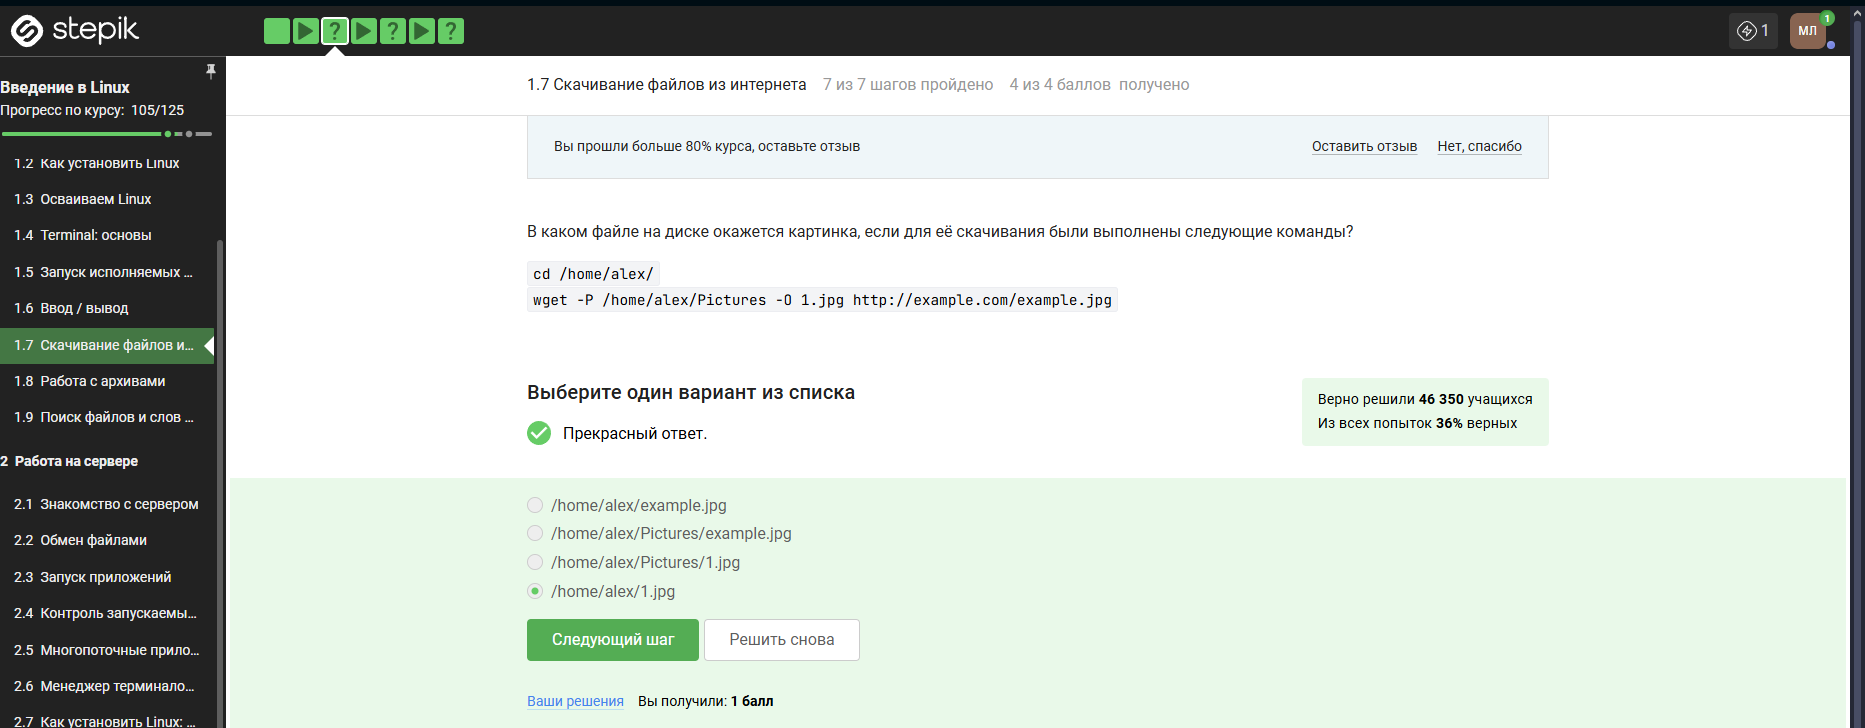 stepik
1
МЛ
1
Введение в Linux
Прогресс по курсу: 105/125
1.2 Как установить Linux
1.3 Осваиваем Linux
1.4 Terminal: основы
1.5 Запуск исполняемых ...
1.6 Ввод / вывод
1.7 Скачивание файлов и...
1.8 Работа с архивами
1.9 Поиск файлов и слов ...
2 Работа на сервере
2.1 Знакомство с сервером
2.2 Обмен файлами
2.3 Запуск приложений
2.4 Контроль запускаемы...
2.5 Многопоточные прило...
2.6 Менеджер терминало...
2.7 Как установить Linux: ...
1.7 Скачивание файлов из интернета 7 из 7 шагов пройдено 4 из 4 баллов получено
Вы прошли больше 80% курса, оставьте отзыв Оставить отзыв Нет, спасибо
В каком файле на диске окажется картинка, если для её скачивания были выполнены следующие команды?
cd /home/alex/
wget -P /home/alex/Pictures -O 1.jpg http://example.com/example.jpg
Выберите один вариант из списка
Прекрасный ответ.
Верно решили 46 350 учащихся
Из всех попыток 36% верных
/home/alex/example.jpg
/home/alex/Pictures/example.jpg
/home/alex/Pictures/1.jpg
/home/alex/1.jpg
Следующий шаг Решить снова
Ваши решения Вы получили: 1 балл